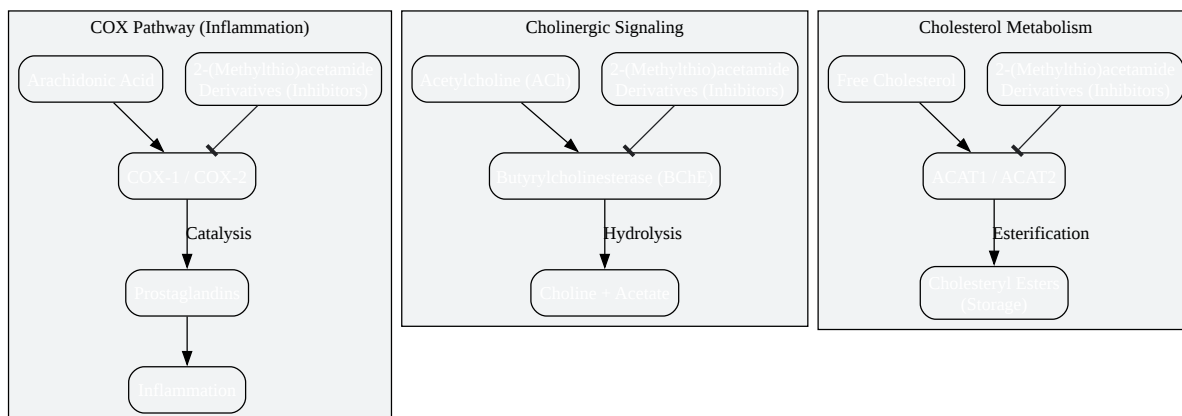 COX Pathway (Inflammation)
Arachidonic Acid
2-(Methylthio)acetamide
Derivatives (Inhibitors)
COX-1 / COX-2
Catalysis
Prostaglandins
Inflammation
Cholinergic Signaling
Acetylcholine (ACh)
2-(Methylthio)acetamide
Derivatives (Inhibitors)
Butyrylcholinesterase (BChE)
Hydrolysis
Choline + Acetate
Cholesterol Metabolism
Free Cholesterol
2-(Methylthio)acetamide
Derivatives (Inhibitors)
ACAT1 / ACAT2
Esterification
Cholesteryl Esters
(Storage)